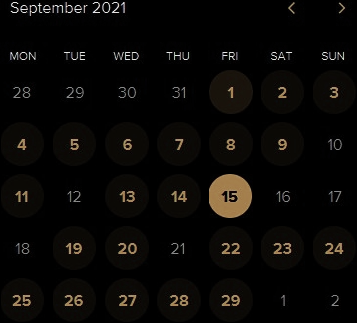 September 2021
MON TUE WED THU FRI SAT SUN
28 29 30 31 1 2 3
4 5 6 7 8 9 10
11 12 13 14 15 16 17
18 19 20 21 22 23 24
25 26 27 28 29 1 2